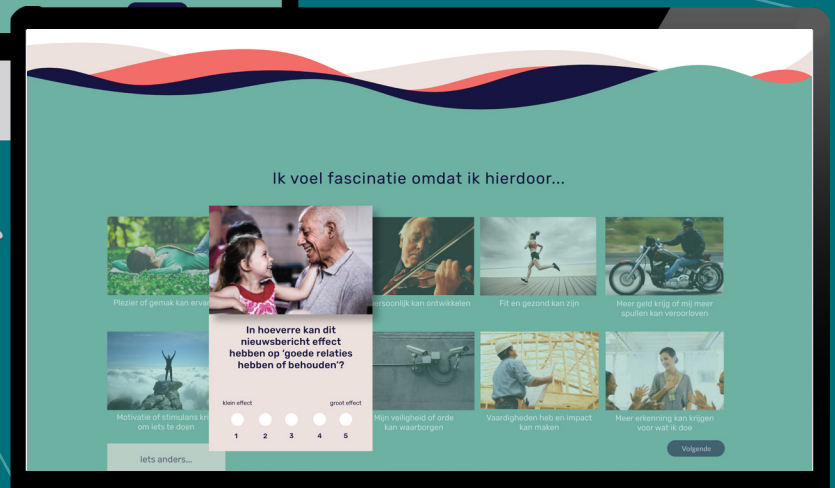 Ik voel fascinatie omdat ik hierdoor...
Plezier of gemak kan
persoonlijk kan ontwikkelen
Fit en gezond kan zijn
Meer geld krijg of mij meer
spullen kan veroorloven
In hoeverre kan dit
nieuwsbericht effect
hebben op ‘goede relaties
hebben of behouden’?
klein effect
groot effect
1 2 3 4 5
Motivatie of stimulans
om iets te doen
Mijn veiligheid of orde
kan waarborgen
Vaardigheden heb en impact
kan maken
Meer erkenning kan krijgen
voor wat ik doe
Iets anders...
Volgende